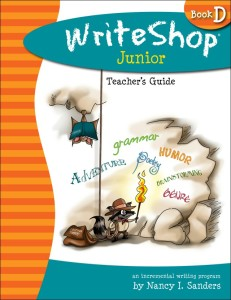 Book D
WriteShop®
Junior
Teacher's Guide
grammar
HUMOR
Poetry
ADVENTURE
BRAINSTORMING
GENRE
an incremental writing program
by Nancy I. Sanders